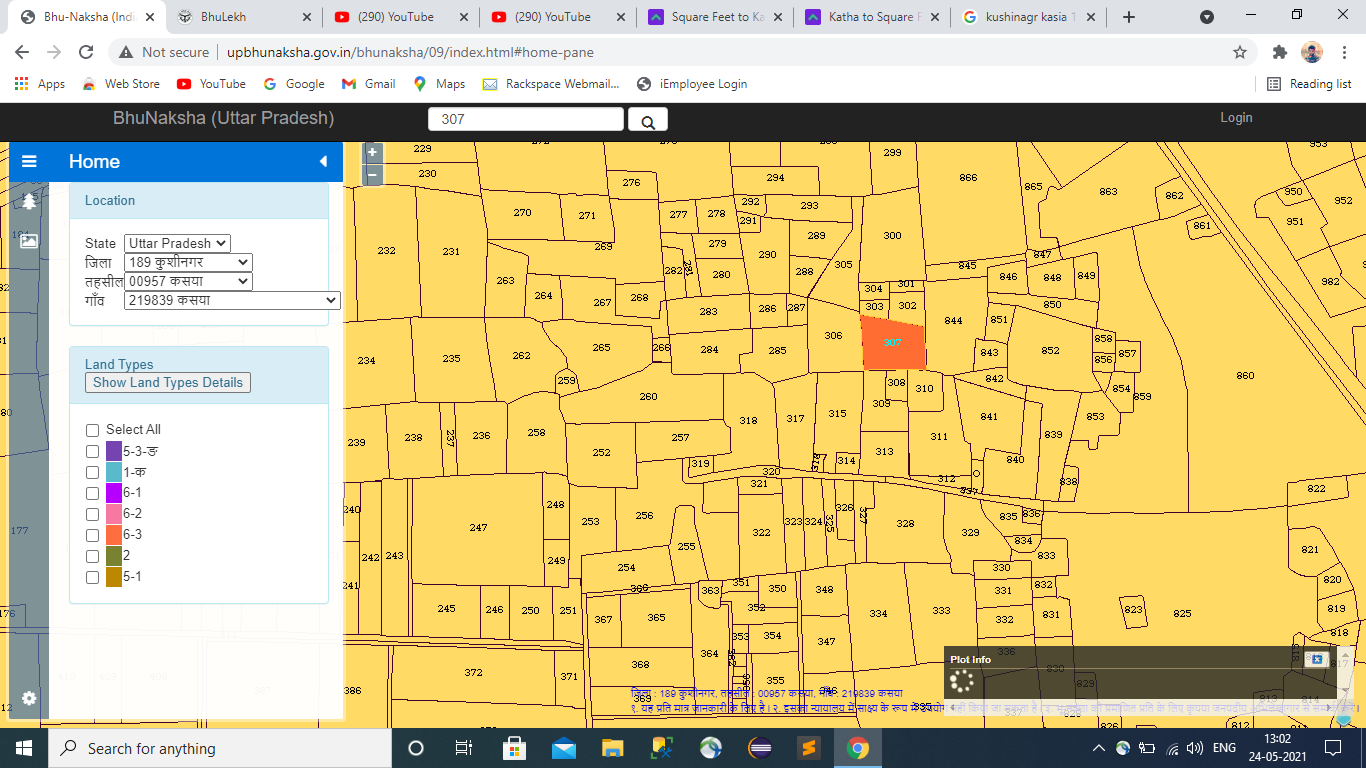 Bhu-Naksha (Indi
BhuLekh
(290) YouTube
(290) YouTube
Square Feet to Ka
Katha to Square F
kushinagr kasia 1
Not secure | upbhunaksha.gov.in/bhunaksha/09/index.html#home-pane
Apps Web Store YouTube Google Gmail Maps Rackspace Webmail... iEmployee Login Reading list
BhuNaksha (Uttar Pradesh) 307 Login
Home
Location
State Uttar Pradesh
जिला 189 कुशीनगर
तहसील 00957 कसया
गाँव 219839 कसया
Land Types
Show Land Types Details
Select All
5-3-ङ
1-क
6-1
6-2
6-3
2
5-1
229 299 953
230 276 294 866 865 863 862 950 952
270 271 277 278 292 293 291 951 861
232 231 269 279 290 289 300 847
263 282 281 280 288 305 845 846 848 849 982
264 267 268 304 301 850
283 286 287 303 302 844 851
306 307 858
234 235 262 265 266 284 285 843 852 856 857 860
259 308 310 842 854 859
260 309
318 317 315 841 853
239 238 237 236 258 257 311 839
252 319 316 314 313 840
320 312 838
321 837 822
240 248 253 256 323 324 325 326 327 328 835 836
247 322 329 834
242 243 255 833 821
249 254 330
241 366 363 351 350 348 331 832 820
245 246 250 251 367 365 352 334 333 332 831 823 825 819
353 354 347 818
368 364 336
372 371 355 830 817
386 369 346 829
Plot info
जिला : 189 कुशीनगर, तहसील : 00957 कसया, गाँव: 219839 कसया
१. यह प्रति मात्र जानकारी के लिए है। २. इसका न्यायालय में साक्ष्य के रूप में
Search for anything
ENG
13:02
24-05-2021